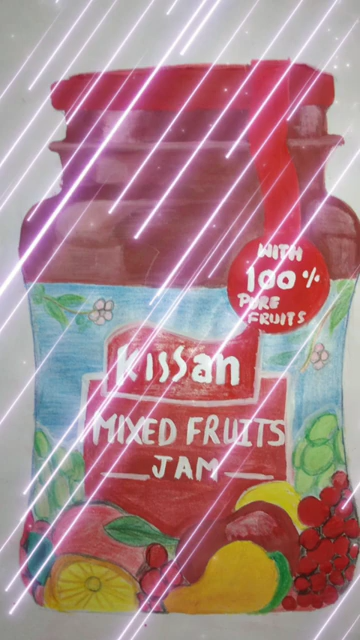 WITH
100%
PURE
FRUITS
Kissan
MIXED FRUITS
JAM